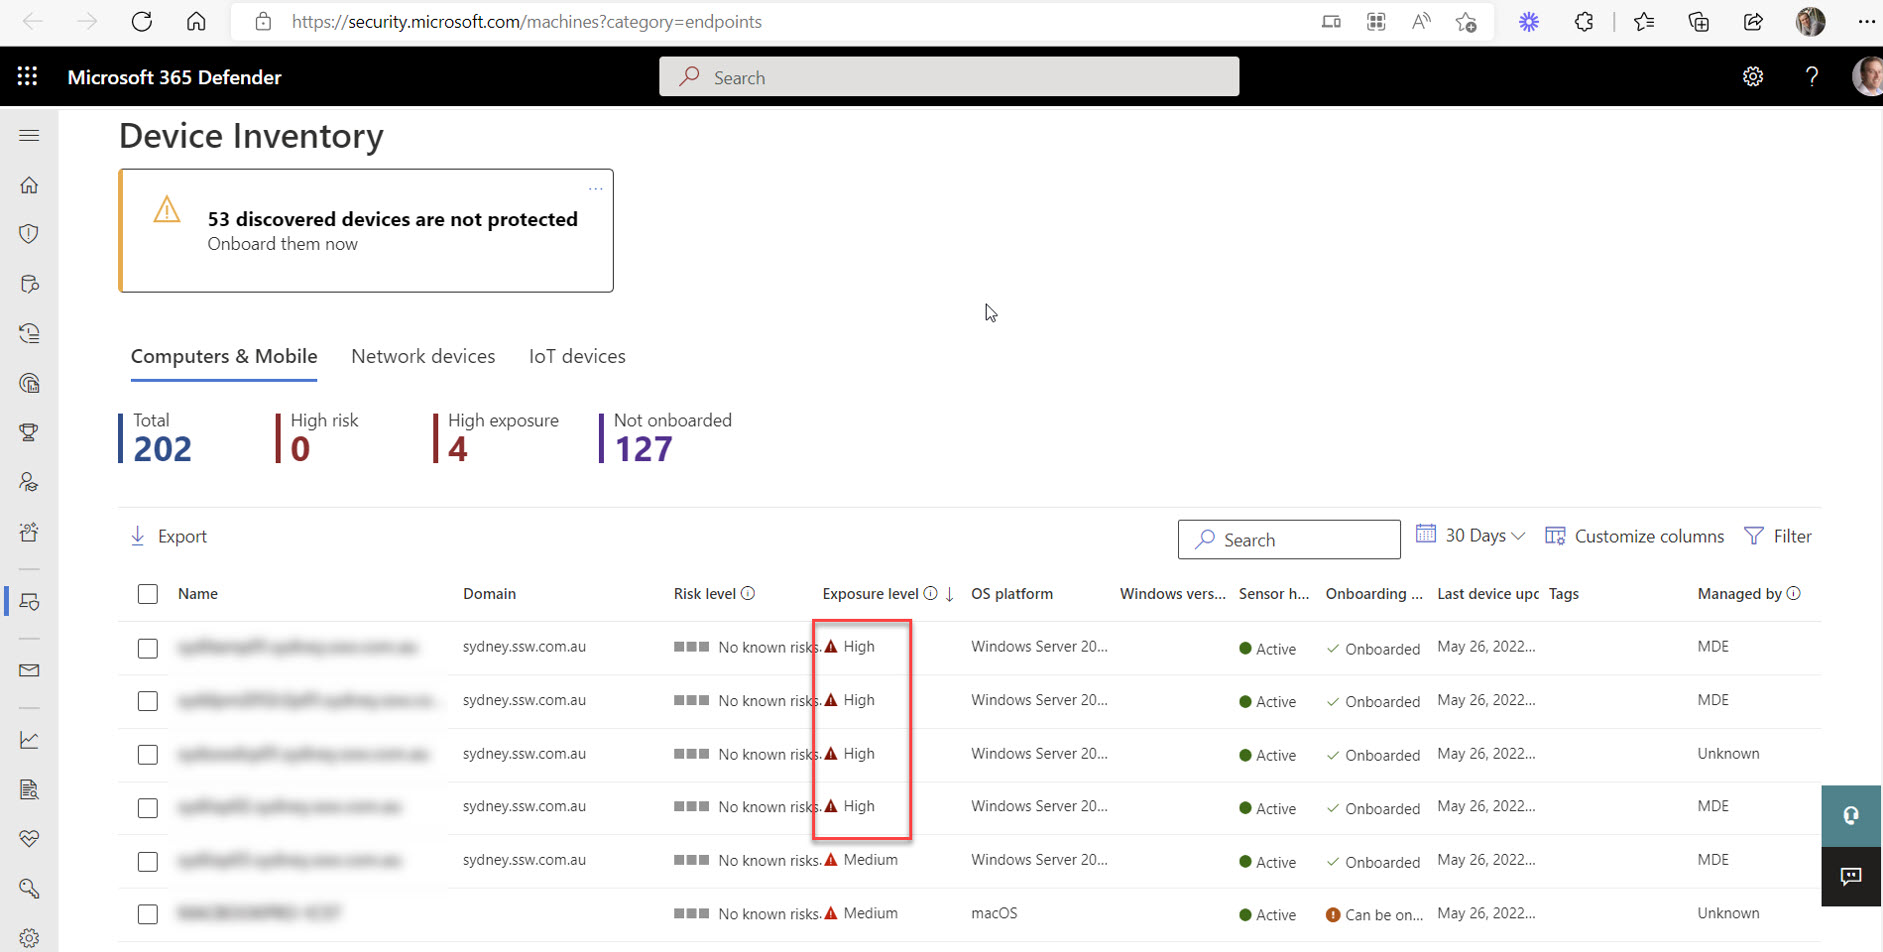 https://security.microsoft.com/machines?category=endpoints
Microsoft 365 Defender
Search
Device Inventory
...
53 discovered devices are not protected
Onboard them now
Computers & Mobile Network devices IoT devices
Total High risk High exposure Not onboarded
202 0 4 127
Export Search 30 Days Customize columns Filter
Name Domain Risk level Exposure level OS platform Windows vers... Sensor h... Onboarding ... Last device upd Tags Managed by
sydney.ssw.com.au No known risks. High Windows Server 20... Active Onboarded May 26, 2022... MDE
sydney.ssw.com.au No known risks. High Windows Server 20... Active Onboarded May 26, 2022... MDE
sydney.ssw.com.au No known risks. High Windows Server 20... Active Onboarded May 26, 2022... Unknown
sydney.ssw.com.au No known risks. High Windows Server 20... Active Onboarded May 26, 2022... MDE
sydney.ssw.com.au No known risks. Medium Windows Server 20... Active Onboarded May 26, 2022... MDE
No known risks. Medium macOS Active Can be on... May 26, 2022... Unknown